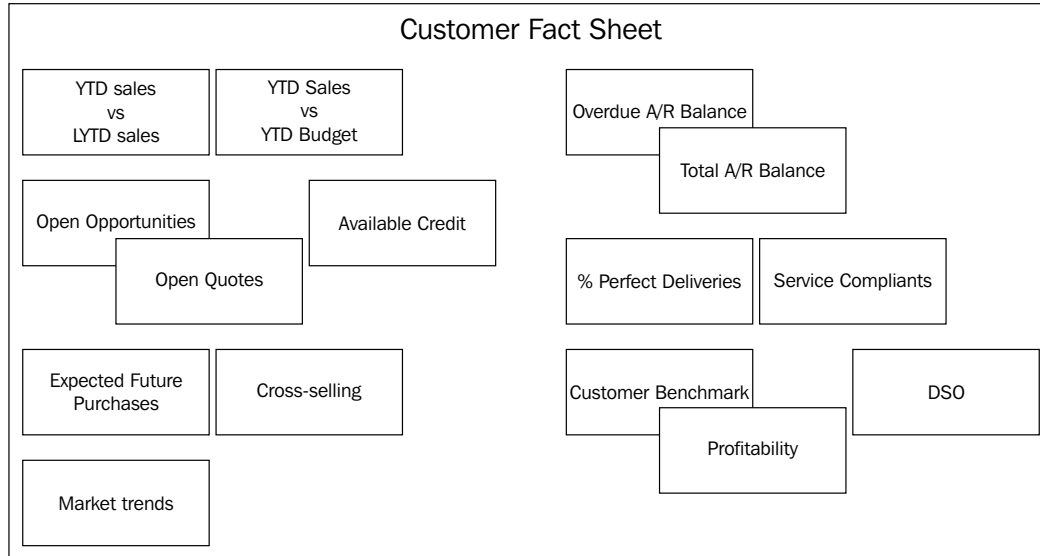 Customer Fact Sheet
YTD sales
vs
LYTD sales
YTD Sales
vs
YTD Budget
Overdue A/R Balance
Total A/R Balance
Open Opportunities
Available Credit
Open Quotes
% Perfect Deliveries
Service Compliants
Expected Future
Purchases
Cross-selling
Customer Benchmark
DSO
Profitability
Market trends